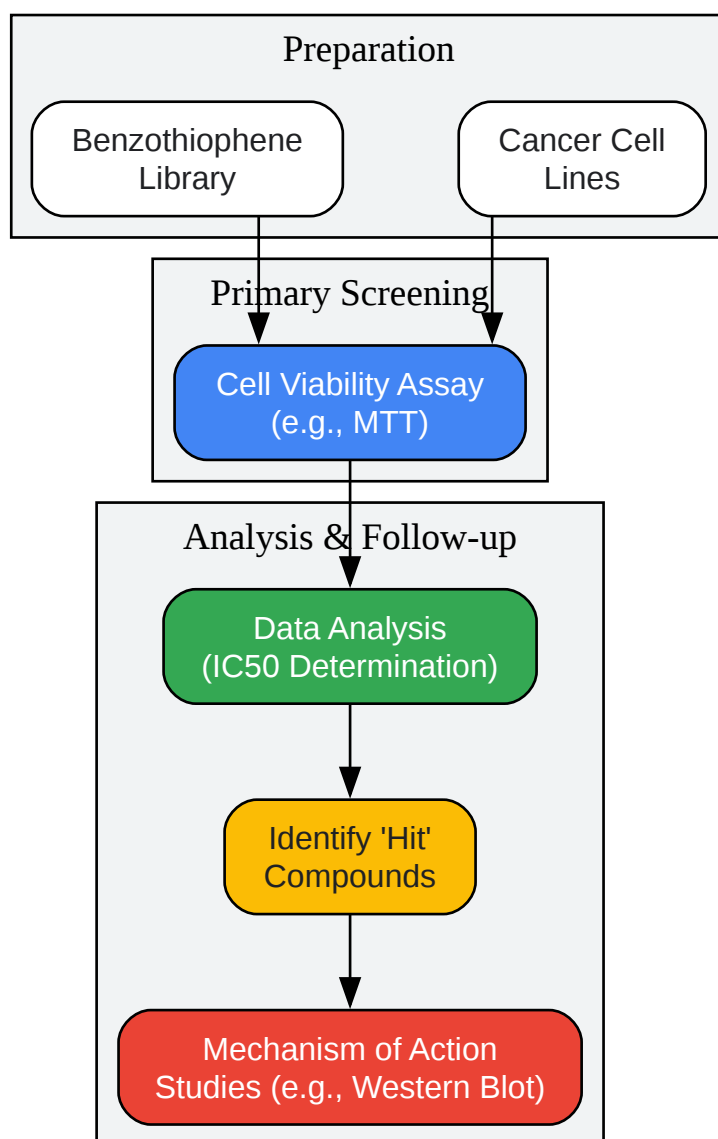 Preparation
Benzothiophene
Library
Cancer Cell
Lines
Primary Screening
Cell Viability Assay
(e.g., MTT)
Analysis & Follow-up
Data Analysis
(IC50 Determination)
Identify 'Hit'
Compounds
Mechanism of Action
Studies (e.g., Western Blot)